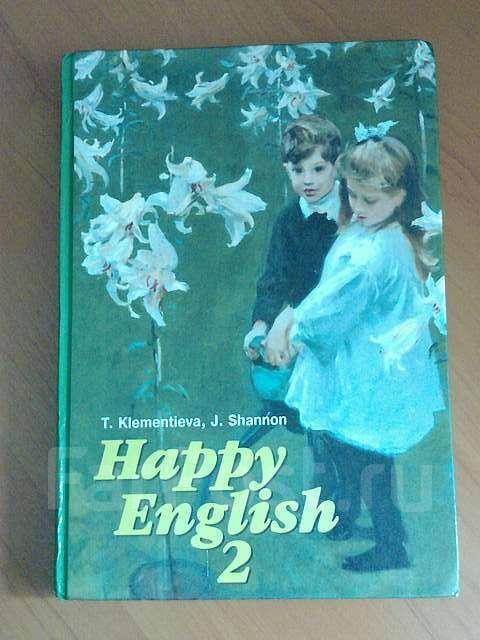 T. Klementieva, J. Shannon
Happy
English
2